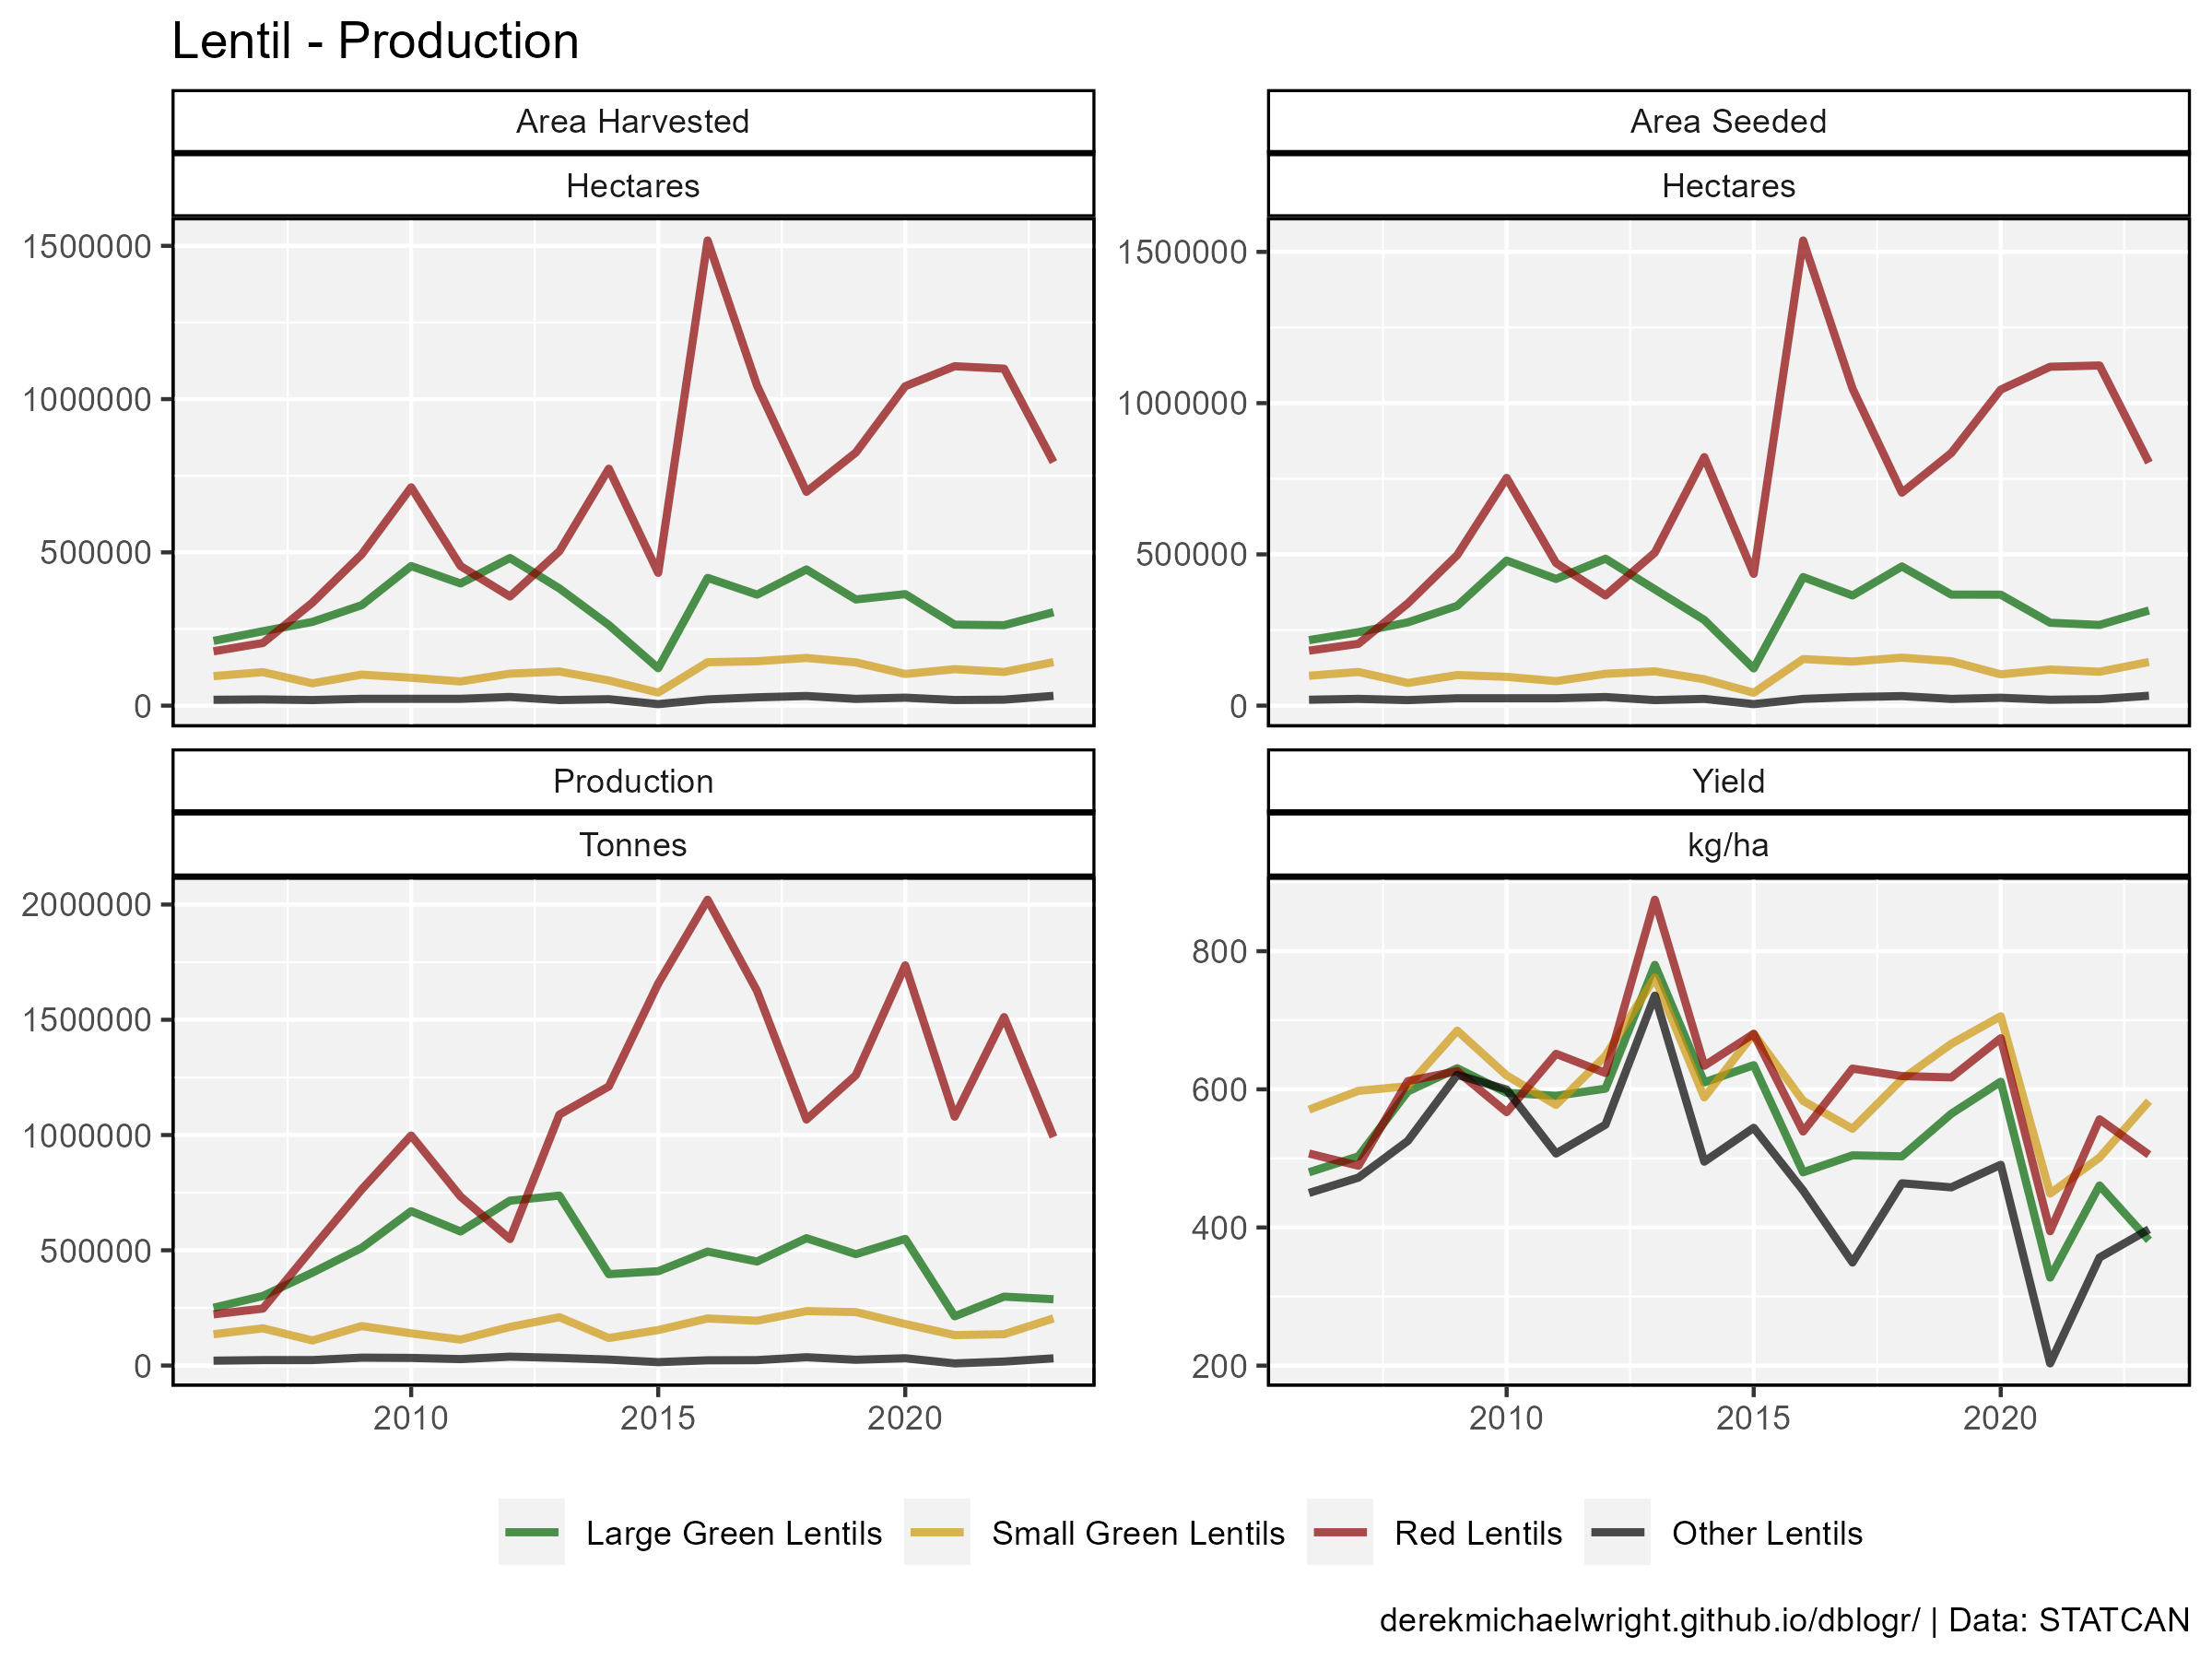 Lentil - Production
Area Harvested
Hectares
1500000
1000000
500000
0
Area Seeded
Hectares
1500000
1000000
500000
0
Production
Tonnes
2000000
1500000
1000000
500000
0
2010 2015 2020
Yield
kg/ha
800
600
400
200
2010 2015 2020
Large Green Lentils Small Green Lentils Red Lentils Other Lentils
derekmichaelwright.github.io/dblogr/ | Data: STATCAN